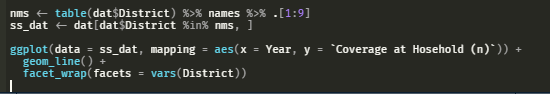 nms <- table(dat$District) %>% names %>% .[1:9]
ss_dat <- dat[dat$District %in% nms, ]
ggplot(data = ss_dat, mapping = aes(x = Year, y = `Coverage at Hosehold (n)`)) +
  geom_line() +
  facet_wrap(facets = vars(District))